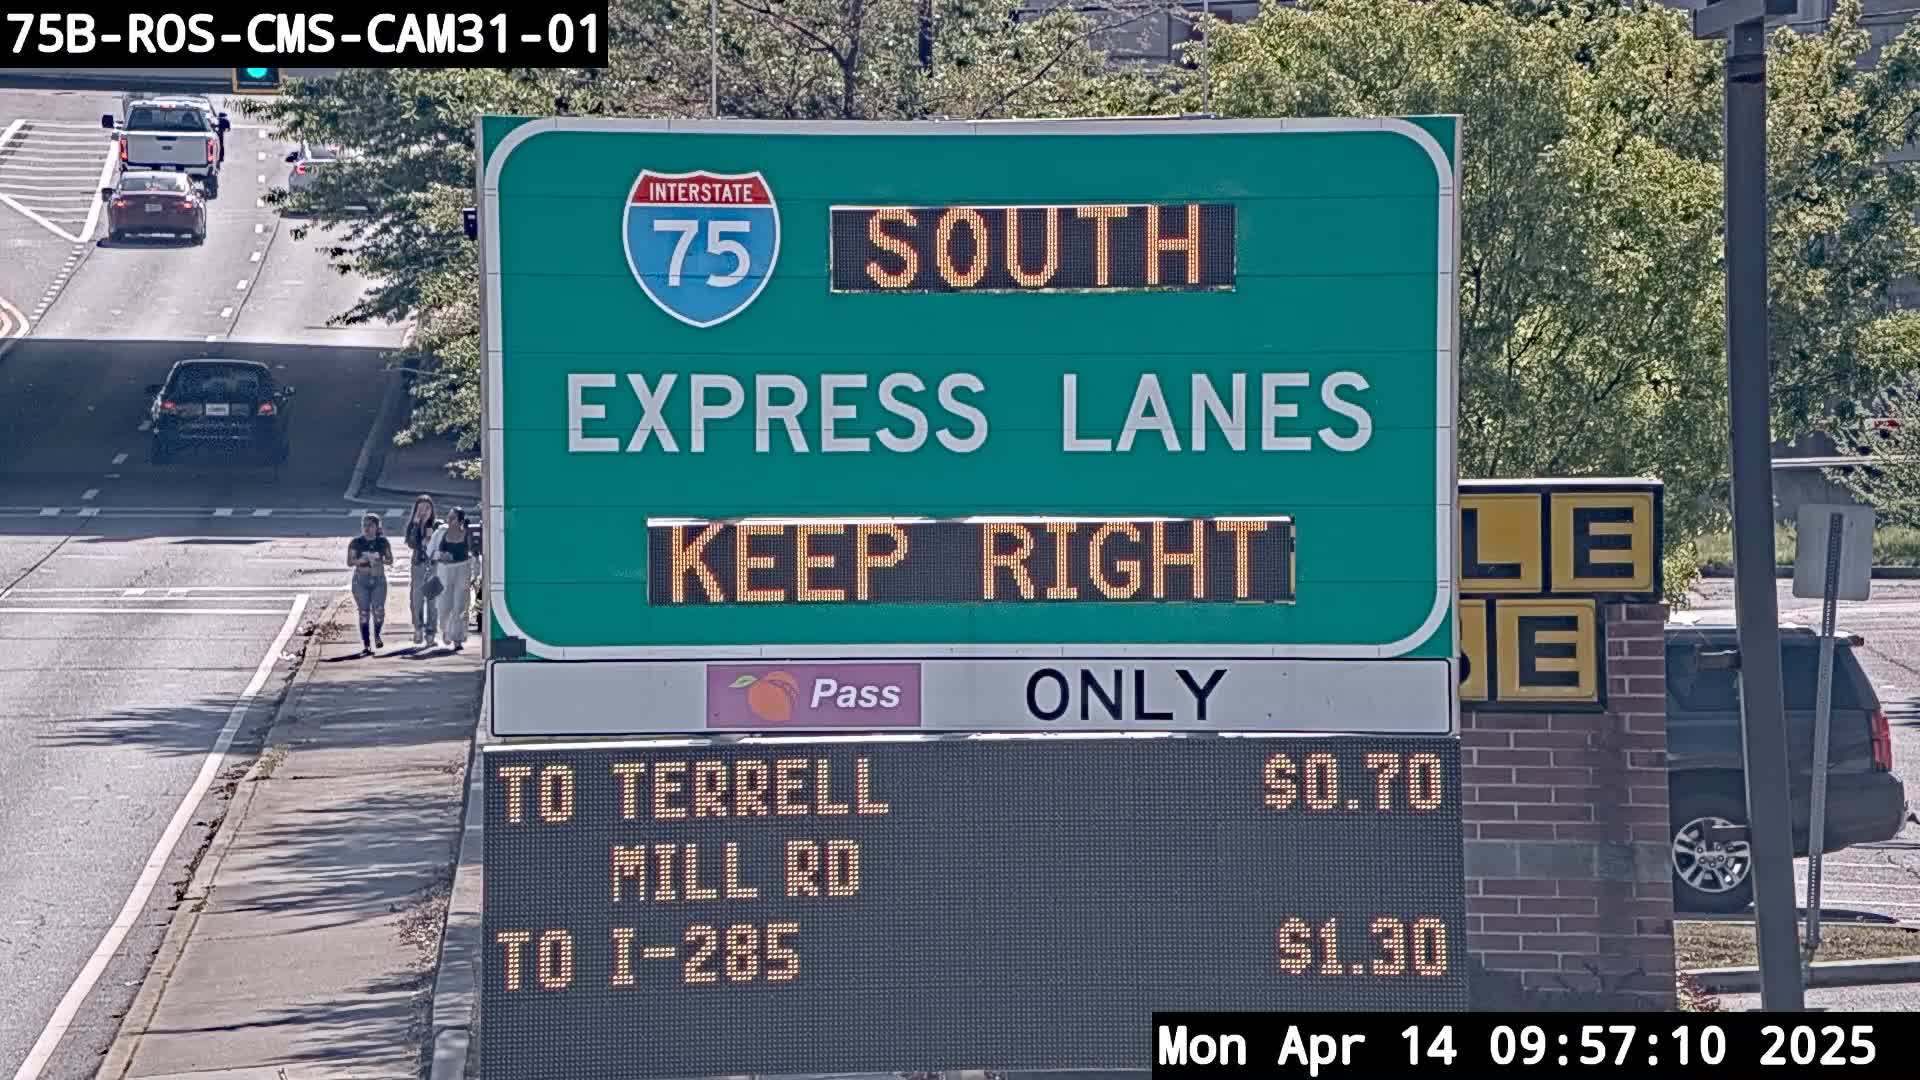 75B-ROS-CMS-CAM31-01
INTERSTATE
75
SOUTH
EXPRESS LANES
KEEP RIGHT
LE
E
Pass ONLY
TO TERRELL $0.70
MILL RD
TO I-285 $1.30
Mon Apr 14 09:57:10 2025